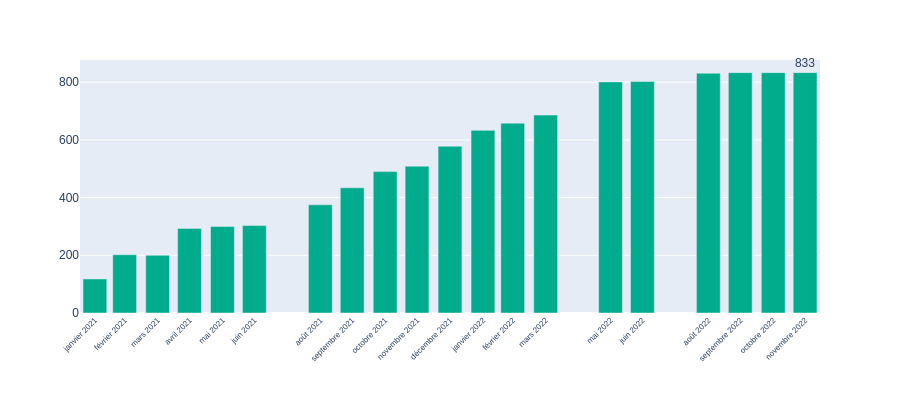 833
800
600
400
200
0
janvier 2021
février 2021
mars 2021
avril 2021
mai 2021
juin 2021
août 2021
septembre 2021
octobre 2021
novembre 2021
décembre 2021
janvier 2022
février 2022
mars 2022
mai 2022
juin 2022
août 2022
septembre 2022
octobre 2022
novembre 2022